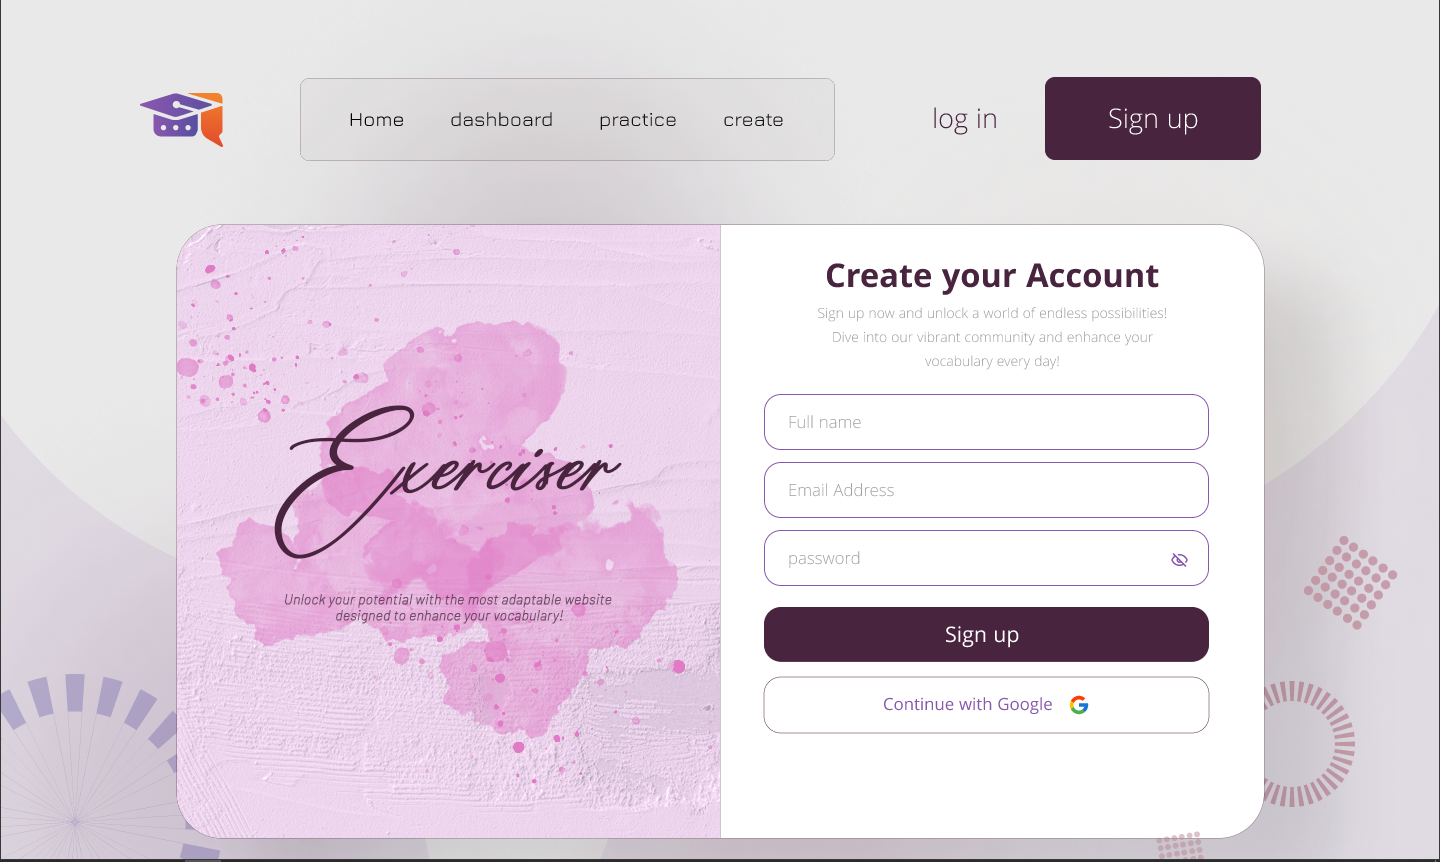 Home dashboard practice create log in Sign up
Create your Account
Sign up now and unlock a world of endless possibilities!
Dive into our vibrant community and enhance your
vocabulary every day!
Full name
Email Address
password
Sign up
Continue with Google
Exerciser
Unlock your potential with the most adaptable website
designed to enhance your vocabulary!